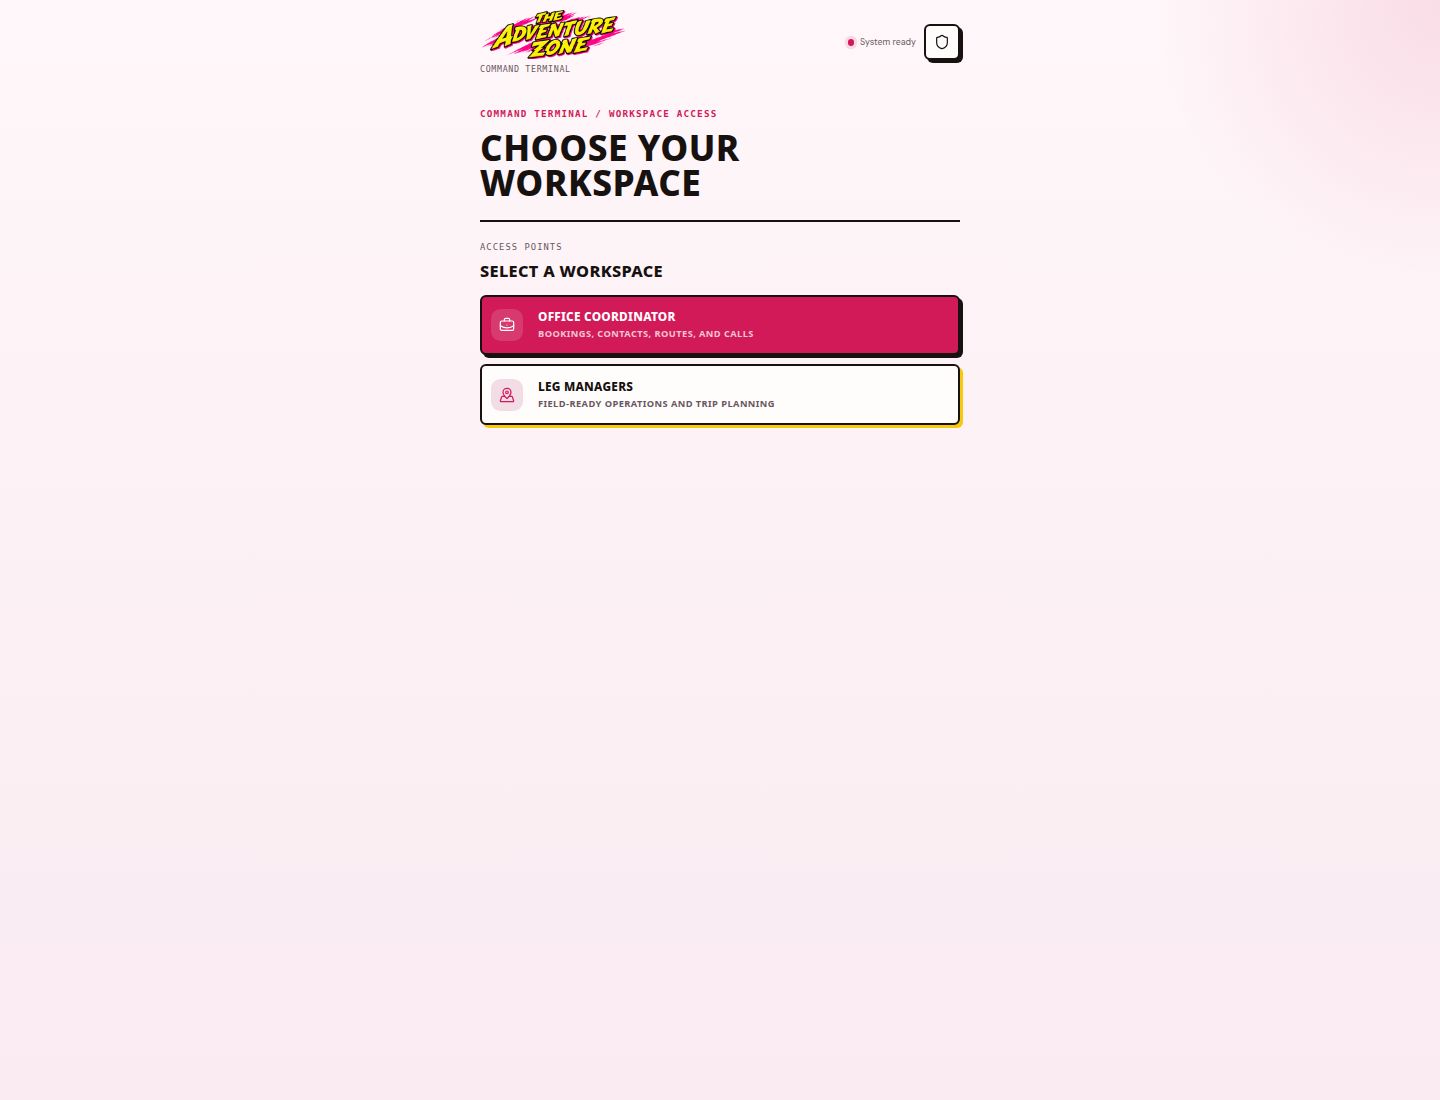 THE
ADVENTURE
ZONE
COMMAND TERMINAL
System ready
COMMAND TERMINAL / WORKSPACE ACCESS
CHOOSE YOUR
WORKSPACE
ACCESS POINTS
SELECT A WORKSPACE
OFFICE COORDINATOR
BOOKINGS, CONTACTS, ROUTES, AND CALLS
LEG MANAGERS
FIELD-READY OPERATIONS AND TRIP PLANNING